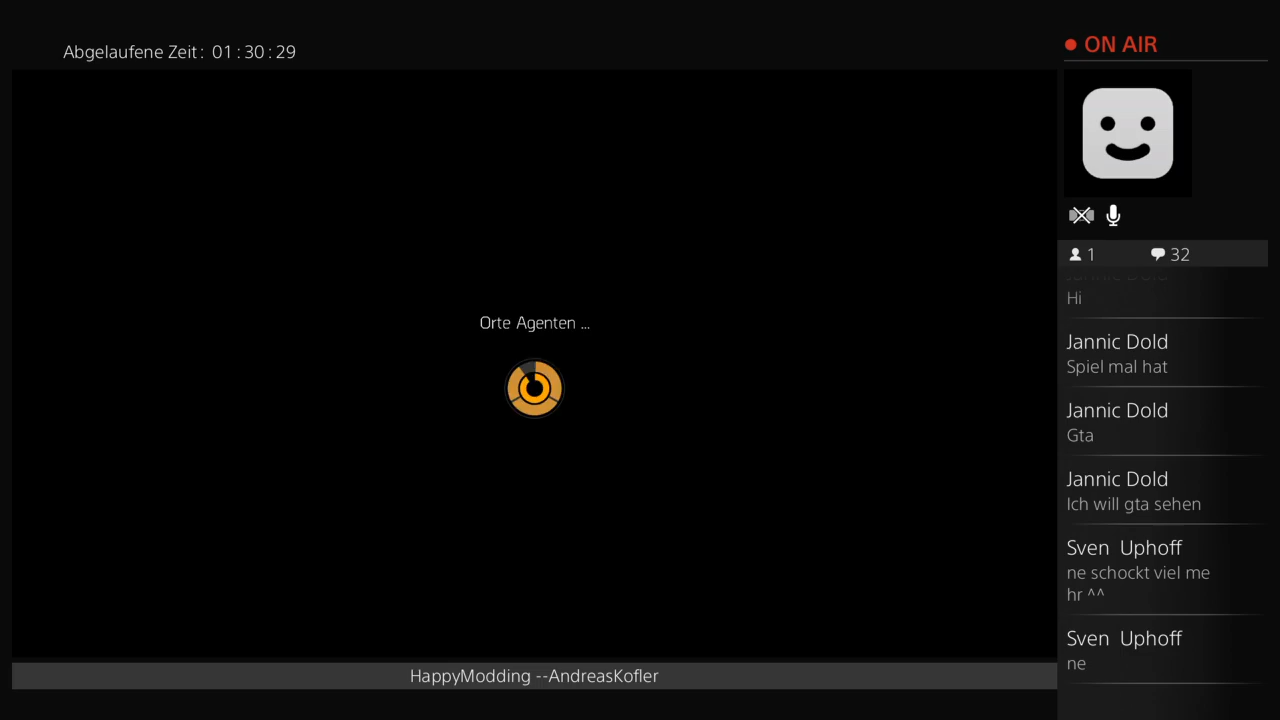 Abgelaufene Zeit: 01:30:29
Orte Agenten ...
HappyModding --AndreasKofler
ON AIR
1 32
Hi
Jannic Dold
Spiel mal hat
Jannic Dold
Gta
Jannic Dold
Ich will gta sehen
Sven Uphoff
ne schockt viel me
hr ^^
Sven Uphoff
ne